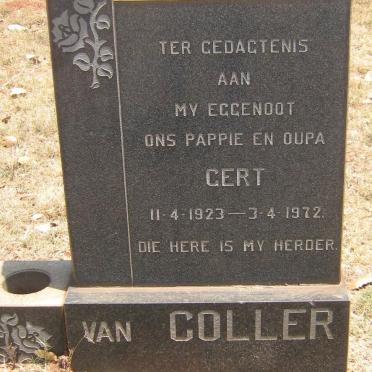 TER GEDAGTENIS
AAN
MY EGGENOOT
ONS PAPPIE EN OUPA
GERT
11-4-1923—3-4-1972.
DIE HERE IS MY HERDER.
VAN COLLER